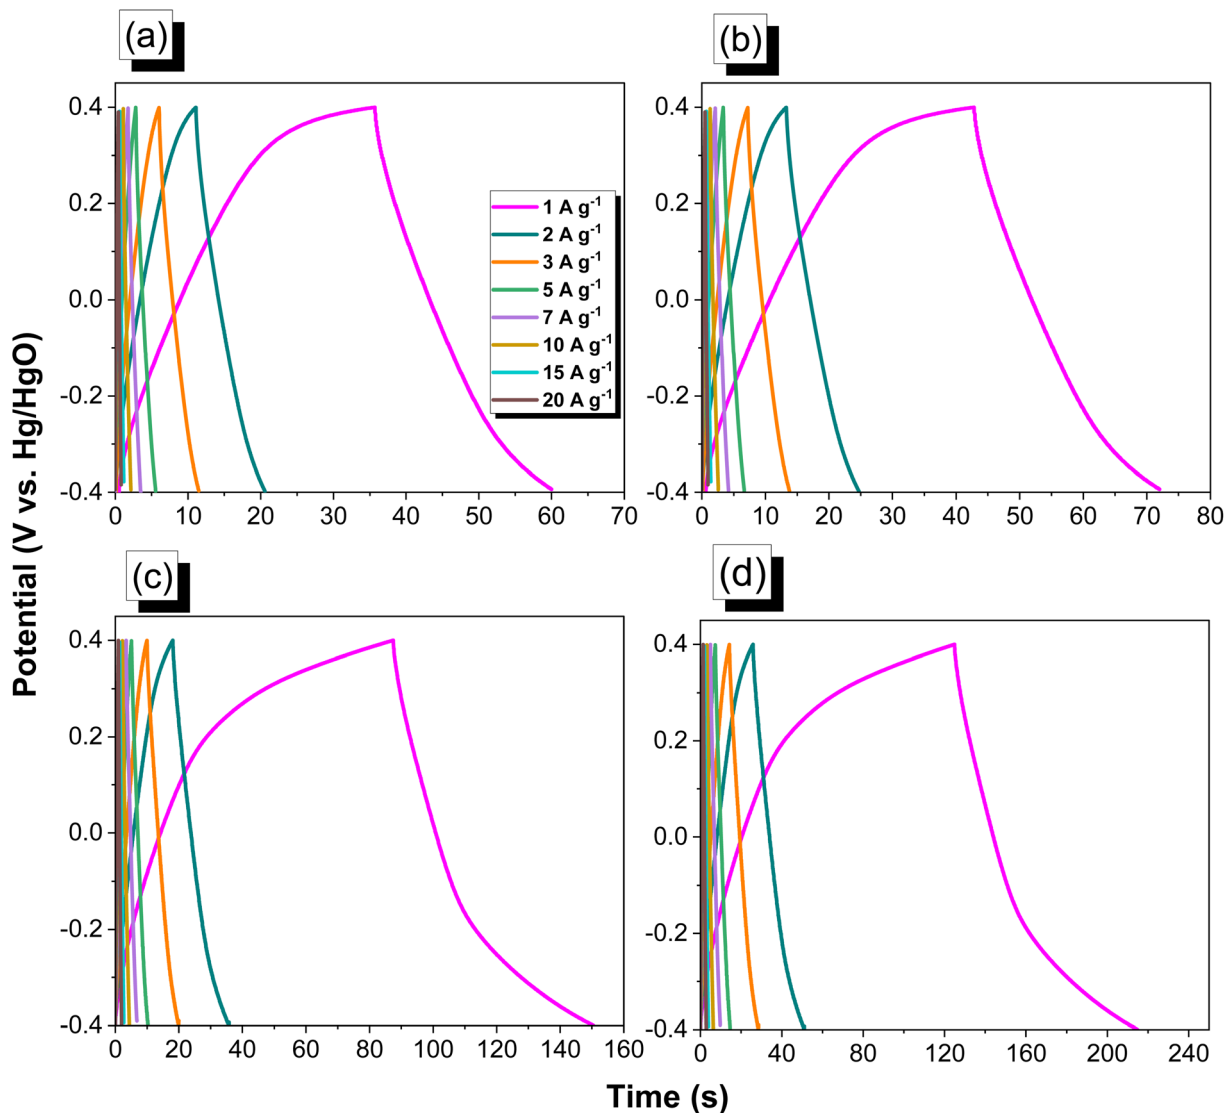 (a)
(b)
0.4
0.2
0.0
-0.2
-0.4
0 10 20 30 40 50 60 70
1 A g⁻¹
2 A g⁻¹
3 A g⁻¹
5 A g⁻¹
7 A g⁻¹
10 A g⁻¹
15 A g⁻¹
20 A g⁻¹
0.4
0.2
0.0
-0.2
-0.4
0 10 20 30 40 50 60 70 80
Potential (V vs. Hg/HgO)
(c)
(d)
0.4
0.2
0.0
-0.2
-0.4
0 20 40 60 80 100 120 140 160
0.4
0.2
0.0
-0.2
-0.4
0 40 80 120 160 200 240
Time (s)